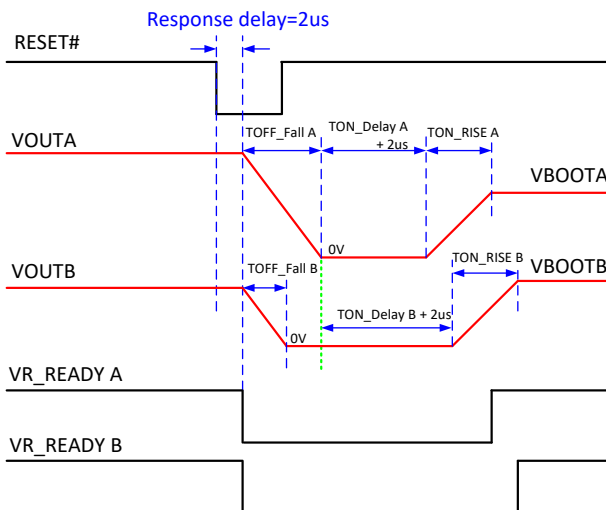 Response delay=2us
RESET#
TOFF_Fall A
TON_Delay A
+ 2us
TON_RISE A
VOUTA
VBOOTA
0V
TON_RISE B
VOUTB
TOFF_Fall B
VBOOTB
TON_Delay B + 2us
0V
VR_READY A
VR_READY B